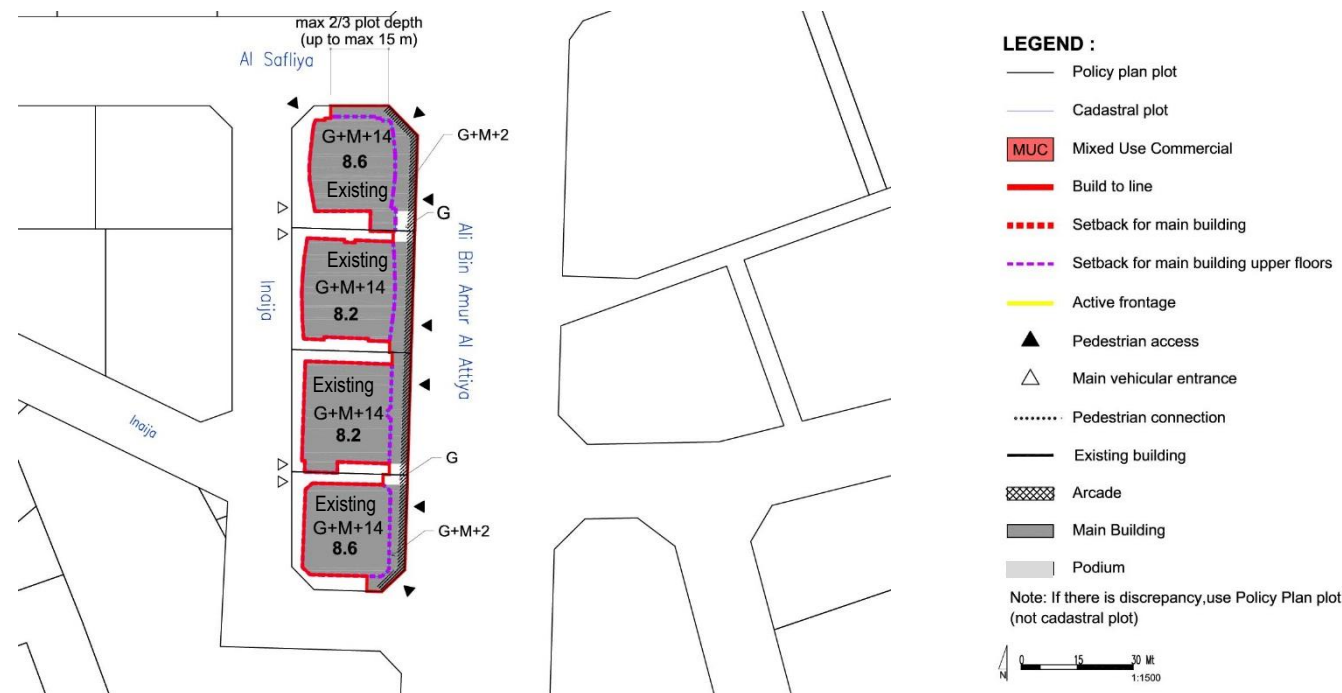 max 2/3 plot depth
(up to max 15 m)
Al Safliya
G+M+14
8.6
Existing
G+M+2
G
Ali Bin Amur Al Attiya
Inaija
Existing
G+M+14
8.2
Existing
G+M+14
8.2
Inaija
G
Existing
G+M+14
8.6
G+M+2
LEGEND :
Policy plan plot
Cadastral plot
MUC Mixed Use Commercial
Build to line
Setback for main building
Setback for main building upper floors
Active frontage
Pedestrian access
Main vehicular entrance
Pedestrian connection
Existing building
Arcade
Main Building
Podium
Note: If there is discrepancy,use Policy Plan plot
(not cadastral plot)
0 15 30 Mt
N 1:1500